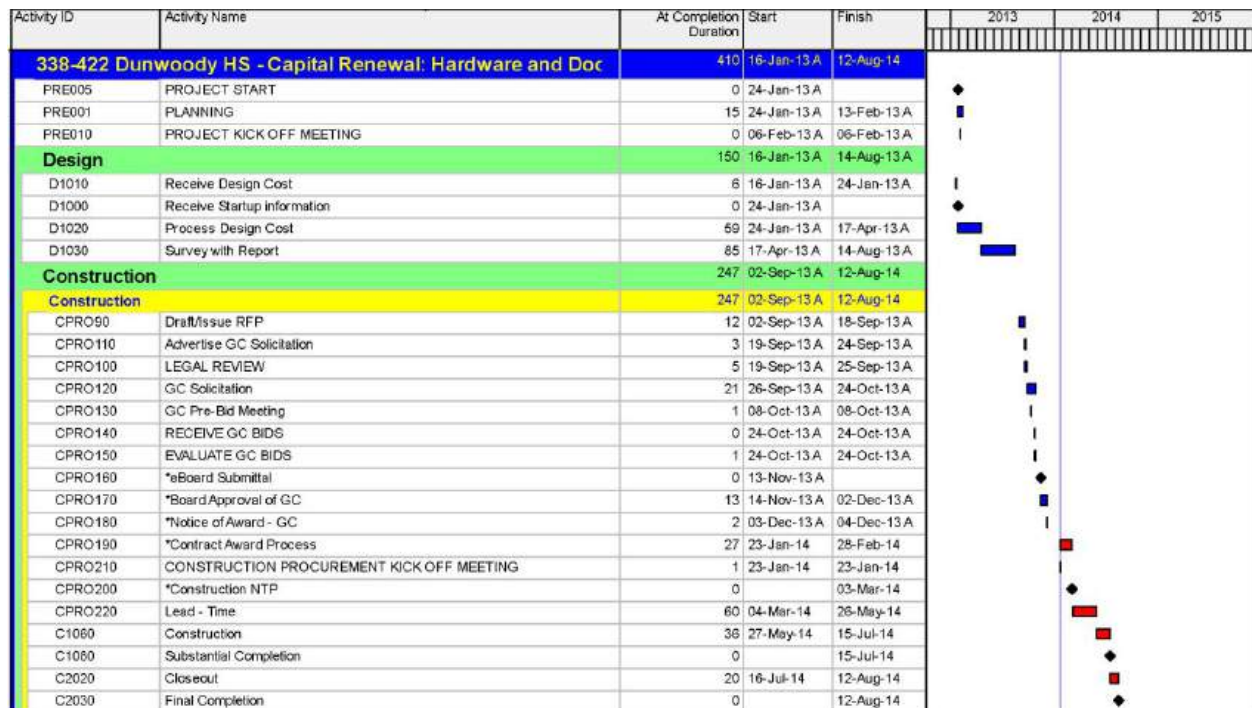 Activity ID Activity Name At Completion Duration Start Finish 2013 2014 2015
338-422 Dunwoody HS - Capital Renewal: Hardware and Doc 410 16-Jan-13 A 12-Aug-14
PRE005 PROJECT START 0 24-Jan-13 A
PRE001 PLANNING 15 24-Jan-13 A 13-Feb-13 A
PRE010 PROJECT KICK OFF MEETING 0 06-Feb-13 A 06-Feb-13 A
Design 150 16-Jan-13 A 14-Aug-13 A
D1010 Receive Design Cost 6 16-Jan-13 A 24-Jan-13 A
D1000 Receive Startup information 0 24-Jan-13 A
D1020 Process Design Cost 59 24-Jan-13 A 17-Apr-13 A
D1030 Survey with Report 85 17-Apr-13 A 14-Aug-13 A
Construction 247 02-Sep-13 A 12-Aug-14
Construction 247 02-Sep-13 A 12-Aug-14
CPRO90 Draft/Issue RFP 12 02-Sep-13 A 18-Sep-13 A
CPRO110 Advertise GC Solicitation 3 19-Sep-13 A 24-Sep-13 A
CPRO100 LEGAL REVIEW 5 19-Sep-13 A 25-Sep-13 A
CPRO120 GC Solicitation 21 26-Sep-13 A 24-Oct-13 A
CPRO130 GC Pre-Bid Meeting 1 08-Oct-13 A 08-Oct-13 A
CPRO140 RECEIVE GC BIDS 0 24-Oct-13 A 24-Oct-13 A
CPRO150 EVALUATE GC BIDS 1 24-Oct-13 A 24-Oct-13 A
CPRO160 *eBoard Submittal 0 13-Nov-13 A
CPRO170 *Board Approval of GC 13 14-Nov-13 A 02-Dec-13 A
CPRO180 *Notice of Award - GC 2 03-Dec-13 A 04-Dec-13 A
CPRO190 *Contract Award Process 27 23-Jan-14 28-Feb-14
CPRO210 CONSTRUCTION PROCUREMENT KICK OFF MEETING 1 23-Jan-14 23-Jan-14
CPRO200 *Construction NTP 0 03-Mar-14
CPRO220 Lead - Time 60 04-Mar-14 26-May-14
C1060 Construction 36 27-May-14 15-Jul-14
C1080 Substantial Completion 0 15-Jul-14
C2020 Closeout 20 16-Jul-14 12-Aug-14
C2030 Final Completion 0 12-Aug-14